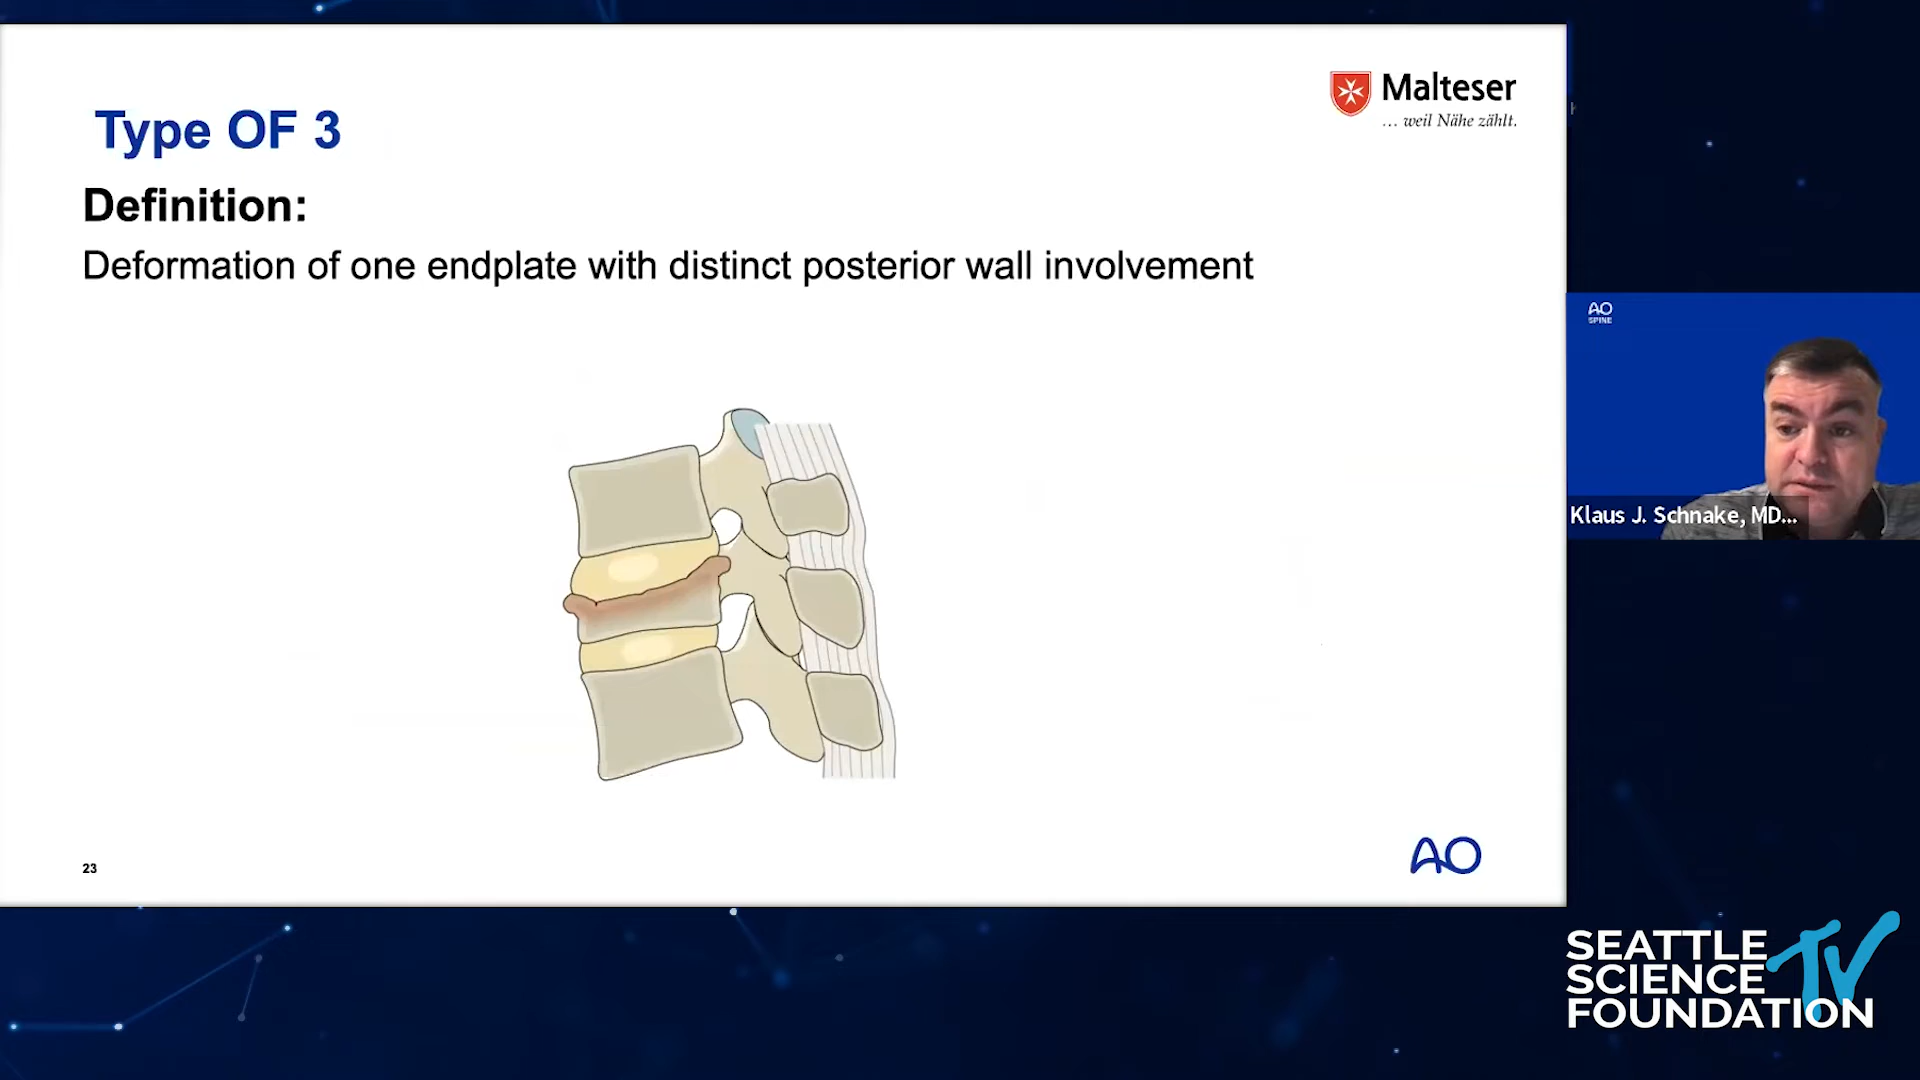 Malteser
... weil Nähe zählt.
Type OF 3
Definition:
Deformation of one endplate with distinct posterior wall involvement
AO
SPINE
Klaus J. Schnake, MD...
23
AO
SEATTLE
SCIENCE
FOUNDATION
TV